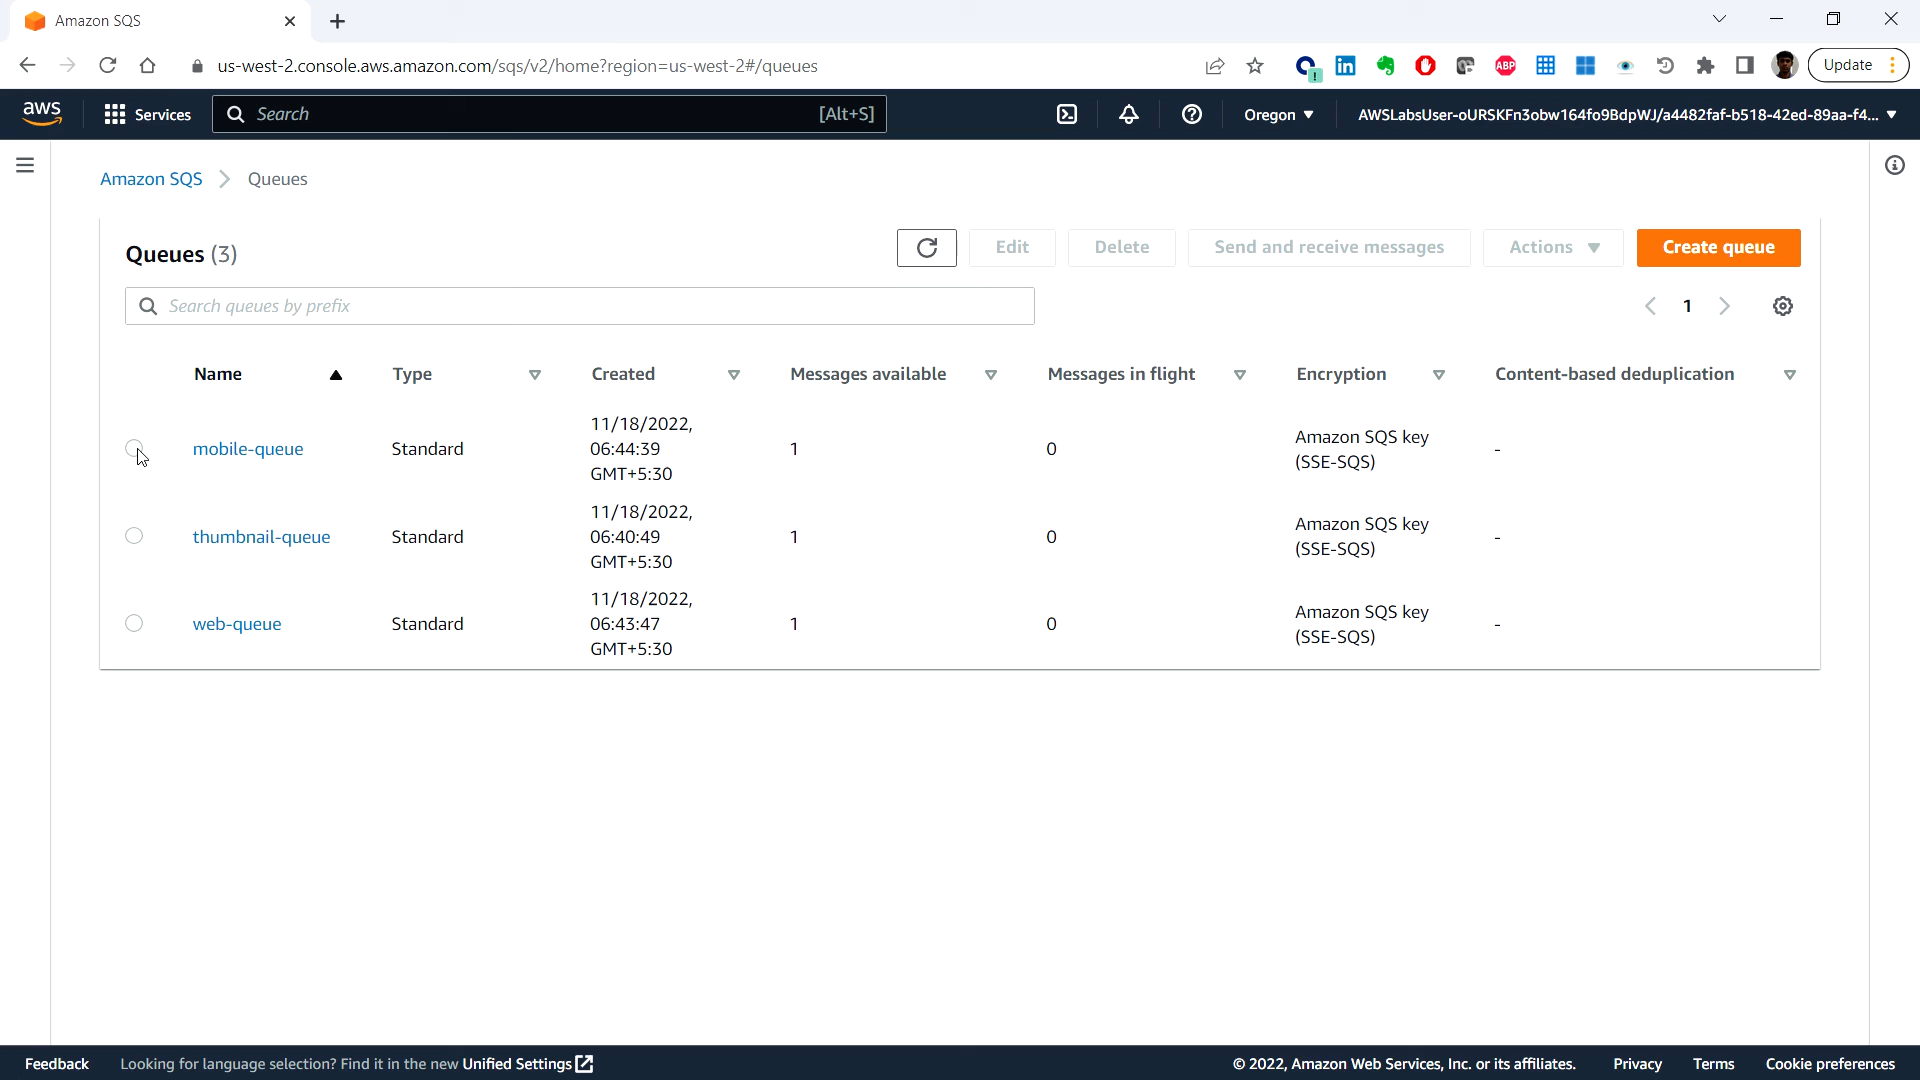 Amazon SQS
us-west-2.console.aws.amazon.com/sqs/v2/home?region=us-west-2#/queues
ABP
Update
aws
Services
Search
[Alt+S]
Oregon
AWSLabsUser-oURSKFn3obw164fo9BdpWJ/a4482faf-b518-42ed-89aa-f4...
Amazon SQS
Queues
Queues (3)
Edit
Delete
Send and receive messages
Actions
Create queue
Search queues by prefix
1
Name
Type
Created
Messages available
Messages in flight
Encryption
Content-based deduplication
mobile-queue
Standard
11/18/2022,
06:44:39
GMT+5:30
1
0
Amazon SQS key
(SSE-SQS)
-
thumbnail-queue
Standard
11/18/2022,
06:40:49
GMT+5:30
1
0
Amazon SQS key
(SSE-SQS)
-
web-queue
Standard
11/18/2022,
06:43:47
GMT+5:30
1
0
Amazon SQS key
(SSE-SQS)
-
Feedback
Looking for language selection? Find it in the new Unified Settings
© 2022, Amazon Web Services, Inc. or its affiliates.
Privacy
Terms
Cookie preferences